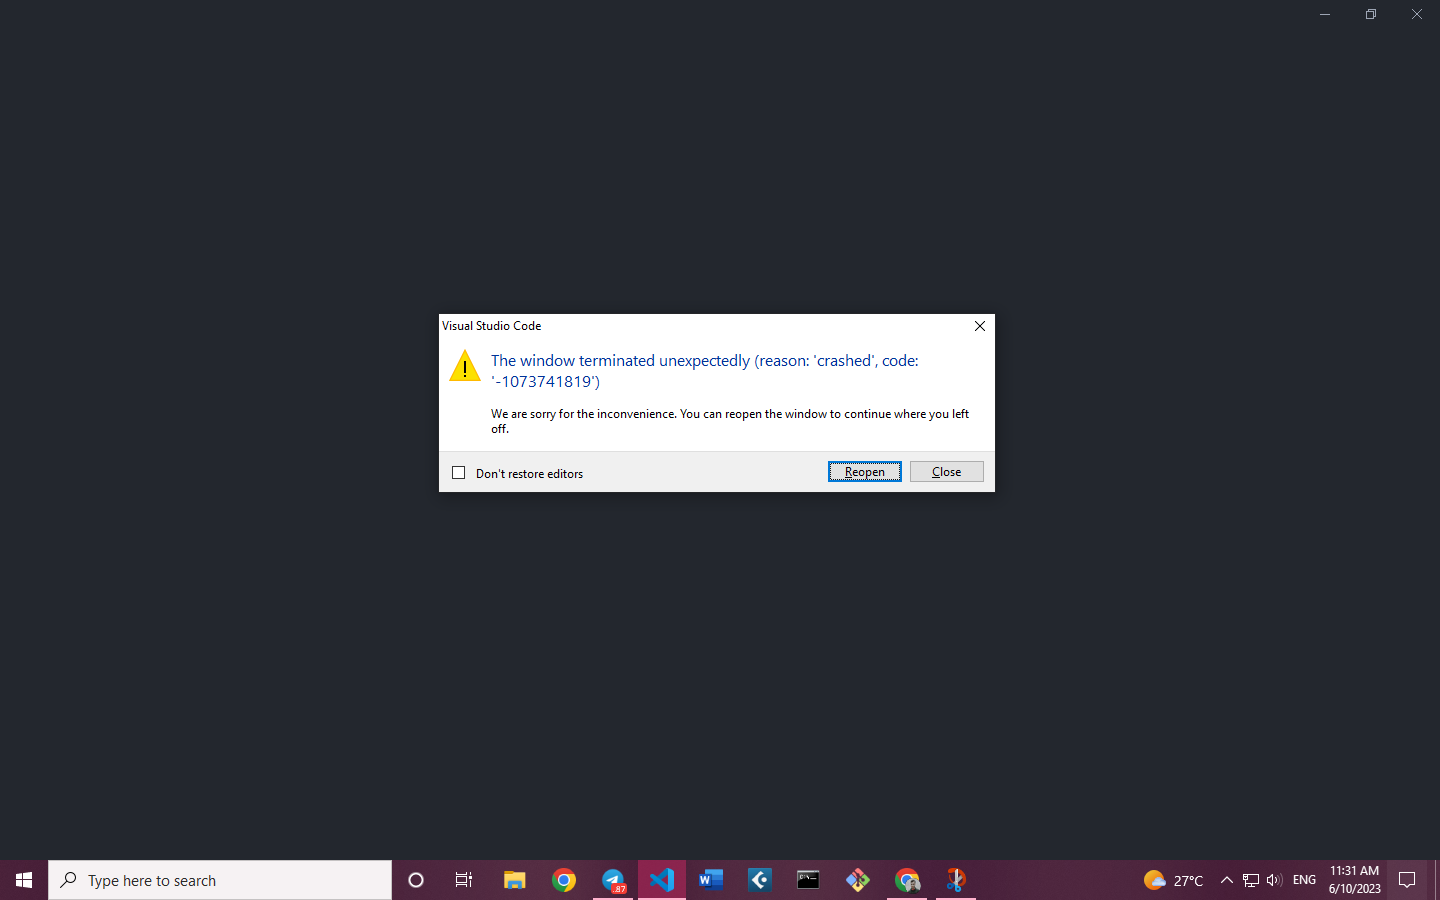 Visual Studio Code
The window terminated unexpectedly (reason: 'crashed', code:
'-1073741819')
We are sorry for the inconvenience. You can reopen the window to continue where you left
off.
Don't restore editors
Reopen
Close
Type here to search
87
W
27°C
ENG
11:31 AM
6/10/2023